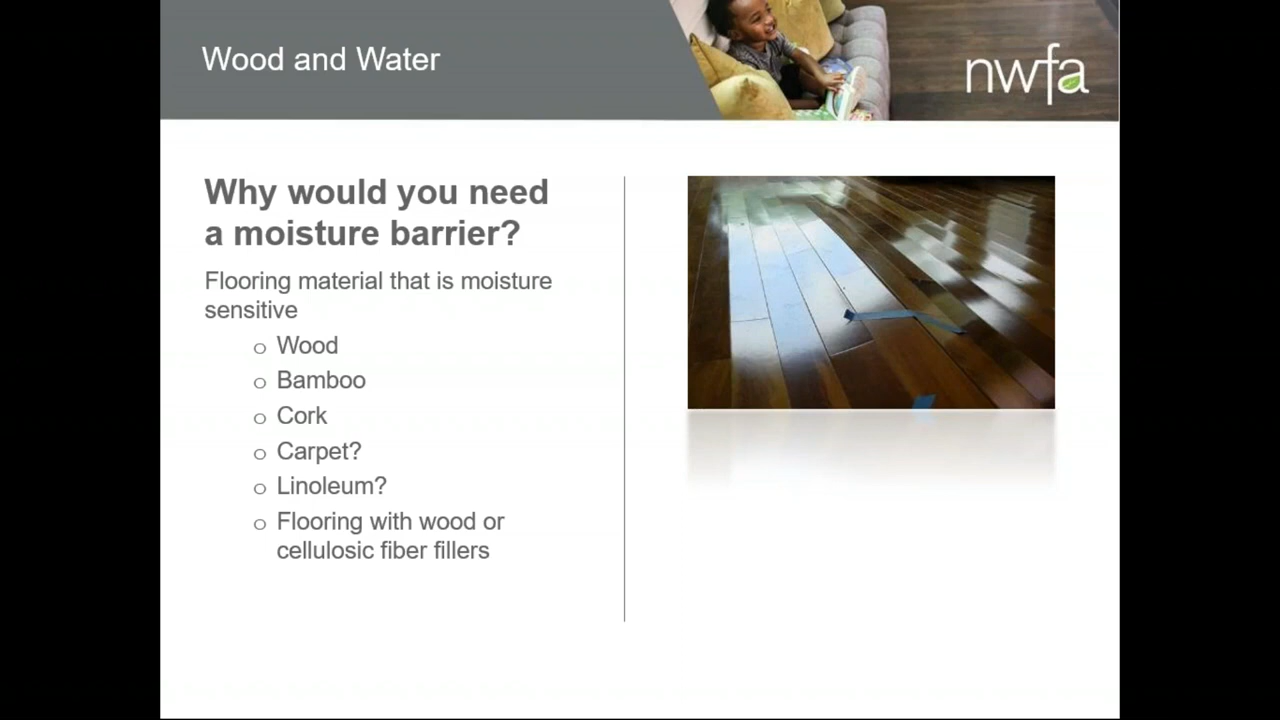 Wood and Water
nwfa
Why would you need
a moisture barrier?
Flooring material that is moisture
sensitive
o Wood
o Bamboo
o Cork
o Carpet?
o Linoleum?
o Flooring with wood or
cellulosic fiber fillers